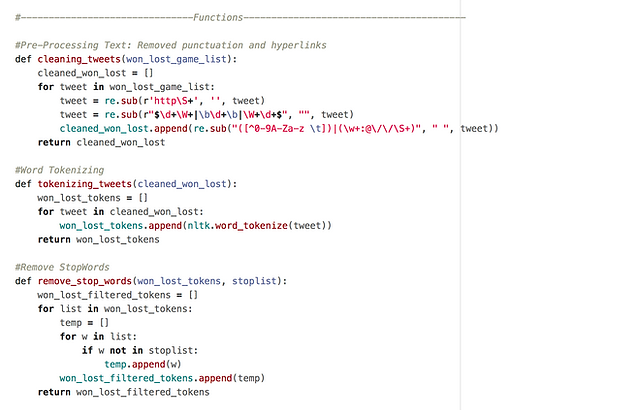 #-------------------------------Functions---------------------------------------
#Pre-Processing Text: Removed punctuation and hyperlinks
def cleaning_tweets(won_lost_game_list):
    cleaned_won_lost = []
    for tweet in won_lost_game_list:
        tweet = re.sub(r'http\S+', '', tweet)
        tweet = re.sub(r"$\d+\W+|\b\d+\b|\W+\d+$", "", tweet)
        cleaned_won_lost.append(re.sub("([^0-9A-Za-z \t])|(\w+:@\/\/\S+)", " ", tweet))
    return cleaned_won_lost
#Word Tokenizing
def tokenizing_tweets(cleaned_won_lost):
    won_lost_tokens = []
    for tweet in cleaned_won_lost:
        won_lost_tokens.append(nltk.word_tokenize(tweet))
    return won_lost_tokens
#Remove StopWords
def remove_stop_words(won_lost_tokens, stoplist):
    won_lost_filtered_tokens = []
    for list in won_lost_tokens:
        temp = []
        for w in list:
            if w not in stoplist:
                temp.append(w)
        won_lost_filtered_tokens.append(temp)
    return won_lost_filtered_tokens